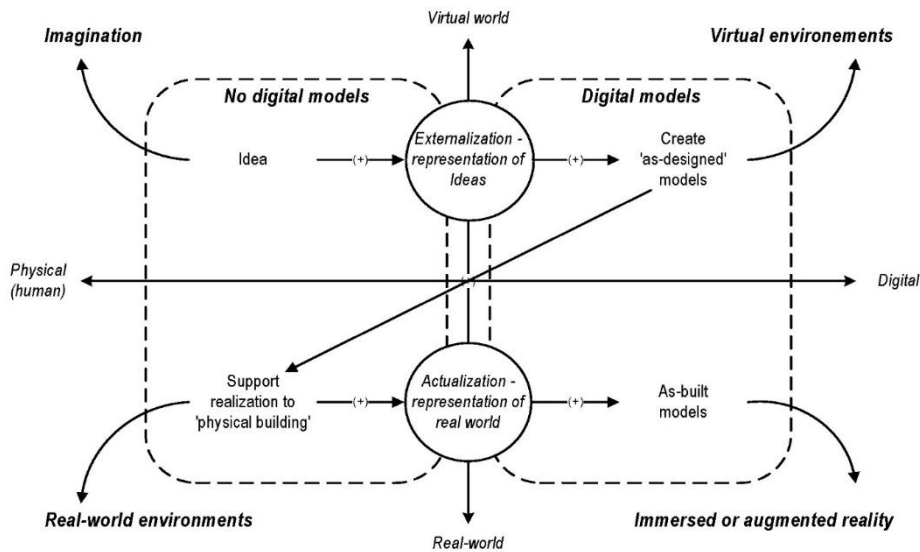 Virtual world
Imagination
Virtual environements
No digital models
Digital models
Idea
(+)
Externalization -
representation of
Ideas
(+)
Create
'as-designed'
models
Physical
(human)
Digital
Support
realization to
'physical building'
(+)
Actualization -
representation of
real world
(+)
As-built
models
Real-world environments
Immersed or augmented reality
Real-world